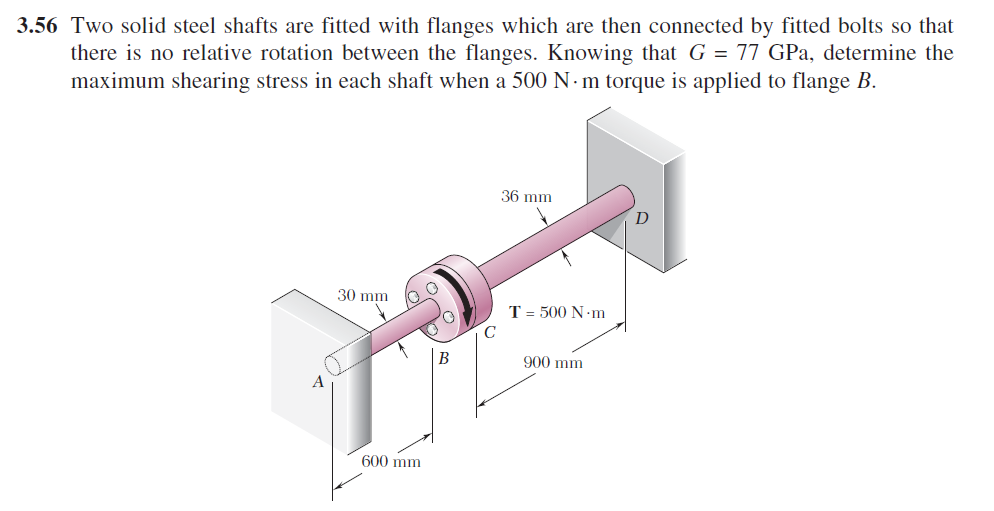 3.56 Two solid steel shafts are fitted with flanges which are then connected by fitted bolts so that
there is no relative rotation between the flanges. Knowing that G = 77 GPa, determine the
maximum shearing stress in each shaft when a 500 N·m torque is applied to flange B.
36 mm
D
30 mm
T = 500 N·m
C
B
900 mm
A
600 mm